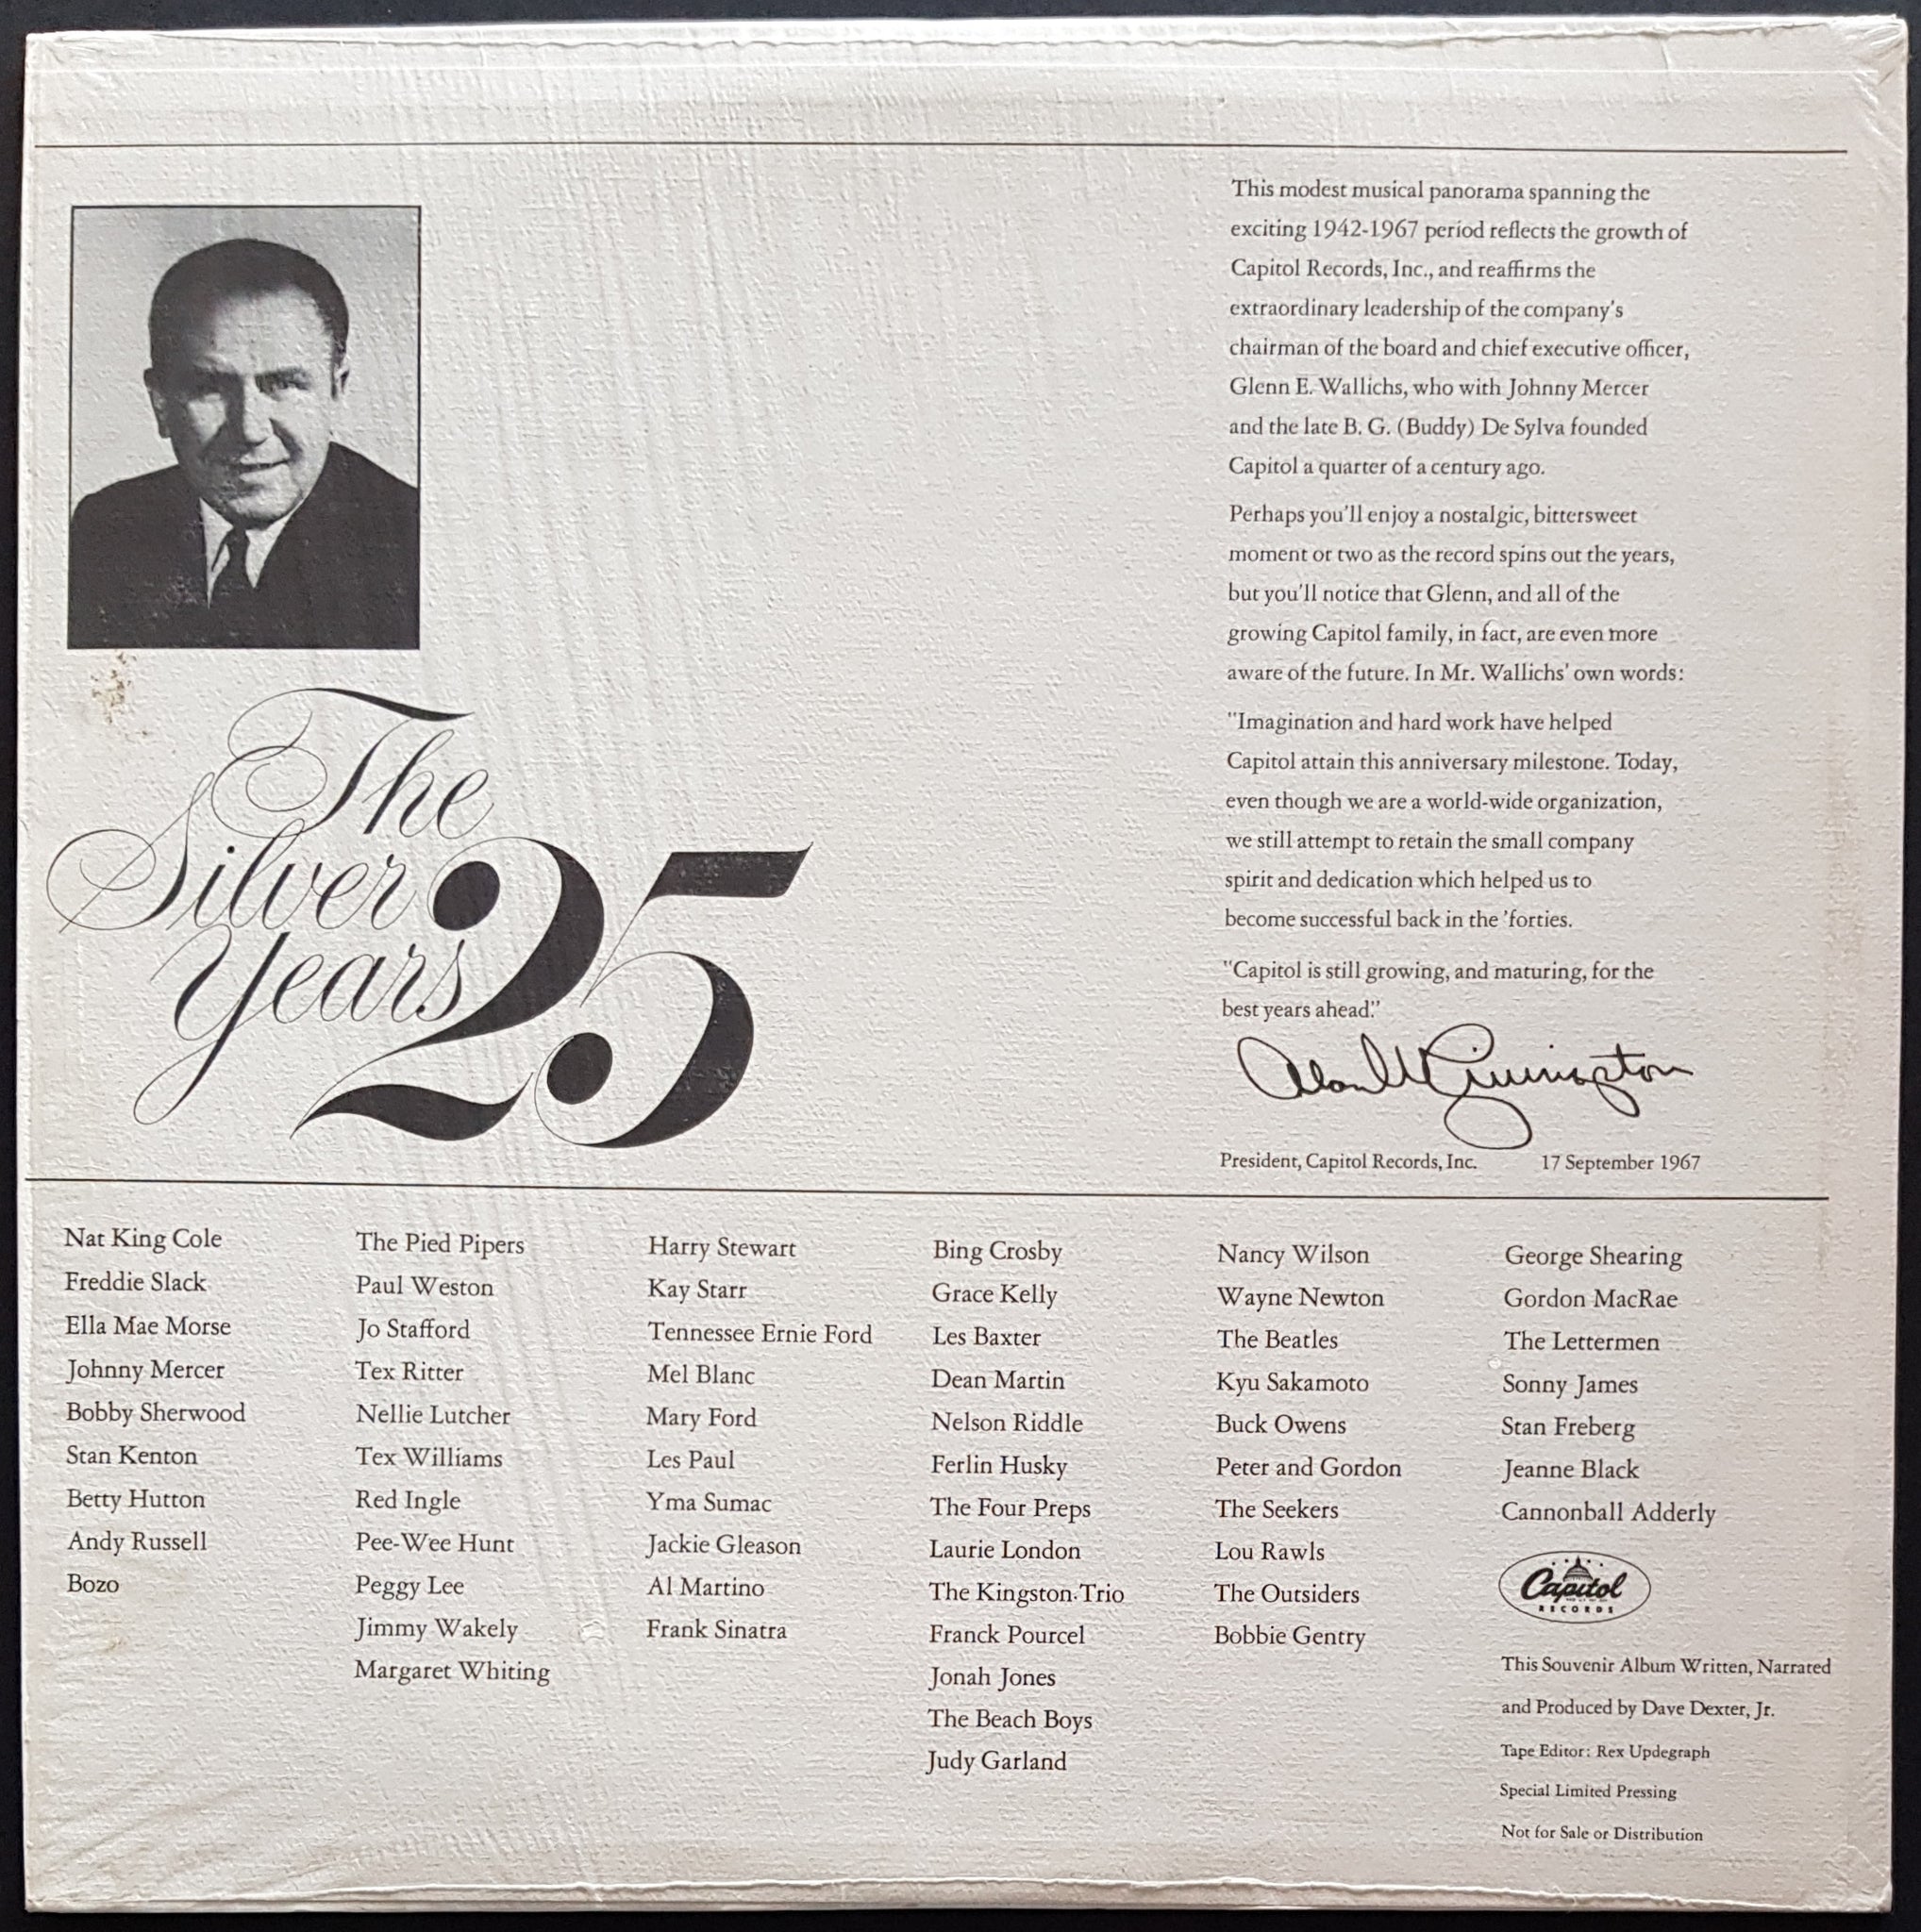 This modest musical panorama spanning the
exciting 1942-1967 period reflects the growth of
Capitol Records, Inc., and reaffirms the
extraordinary leadership of the company's
chairman of the board and chief executive officer,
Glenn E. Wallichs, who with Johnny Mercer
and the late B. G. (Buddy) De Sylva founded
Capitol a quarter of a century ago.
Perhaps you'll enjoy a nostalgic, bittersweet
moment or two as the record spins out the years,
but you'll notice that Glenn, and all of the
growing Capitol family, in fact, are even more
aware of the future. In Mr. Wallichs' own words:
"Imagination and hard work have helped
Capitol attain this anniversary milestone. Today,
even though we are a world-wide organization,
we still attempt to retain the small company
spirit and dedication which helped us to
become successful back in the 'forties.
"Capitol is still growing, and maturing, for the
best years ahead."
Alan W Livingston
President, Capitol Records, Inc. 17 September 1967
The
Silver
Years
25
Nat King Cole
Freddie Slack
Ella Mae Morse
Johnny Mercer
Bobby Sherwood
Stan Kenton
Betty Hutton
Andy Russell
Bozo
The Pied Pipers
Paul Weston
Jo Stafford
Tex Ritter
Nellie Lutcher
Tex Williams
Red Ingle
Pee-Wee Hunt
Peggy Lee
Jimmy Wakely
Margaret Whiting
Harry Stewart
Kay Starr
Tennessee Ernie Ford
Mel Blanc
Mary Ford
Les Paul
Yma Sumac
Jackie Gleason
Al Martino
Frank Sinatra
Bing Crosby
Grace Kelly
Les Baxter
Dean Martin
Nelson Riddle
Ferlin Husky
The Four Preps
Laurie London
The Kingston Trio
Franck Pourcel
Jonah Jones
The Beach Boys
Judy Garland
Nancy Wilson
Wayne Newton
The Beatles
Kyu Sakamoto
Buck Owens
Peter and Gordon
The Seekers
Lou Rawls
The Outsiders
Bobbie Gentry
George Shearing
Gordon MacRae
The Lettermen
Sonny James
Stan Freberg
Jeanne Black
Cannonball Adderly
Capitol
RECORDS
This Souvenir Album Written, Narrated
and Produced by Dave Dexter, Jr.
Tape Editor: Rex Updegraph
Special Limited Pressing
Not for Sale or Distribution